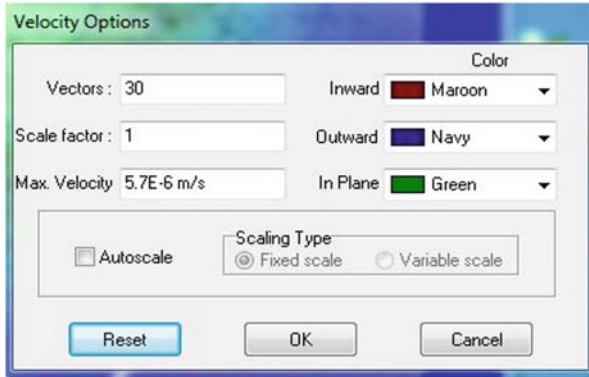 Velocity Options
Color
Vectors : 30 Inward Maroon
Scale factor : 1 Outward Navy
Max. Velocity 5.7E-6 m/s In Plane Green
Autoscale
Scaling Type
Fixed scale Variable scale
Reset OK Cancel